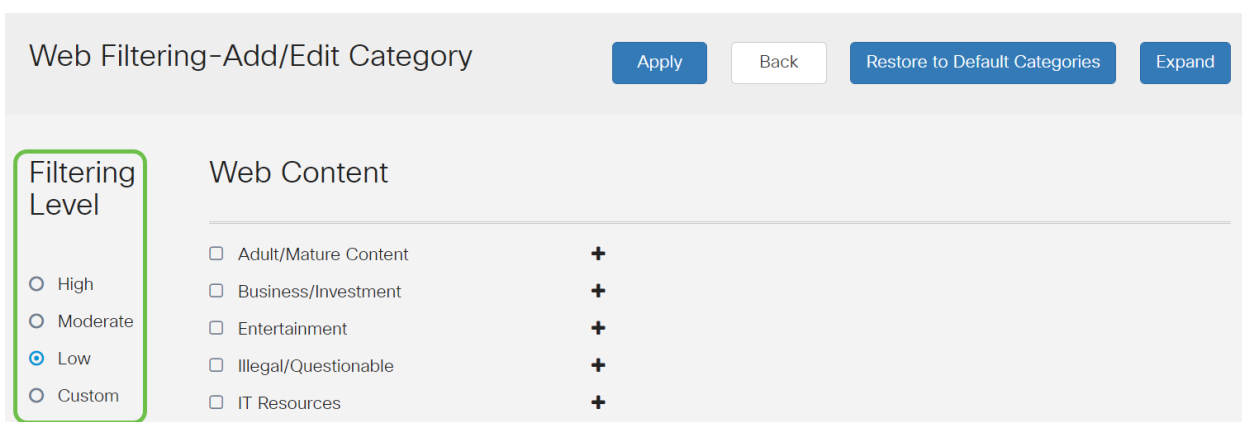 Web Filtering-Add/Edit Category
Apply
Back
Restore to Default Categories
Expand
Filtering
Level
High
Moderate
Low
Custom
Web Content
Adult/Mature Content
Business/Investment
Entertainment
Illegal/Questionable
IT Resources